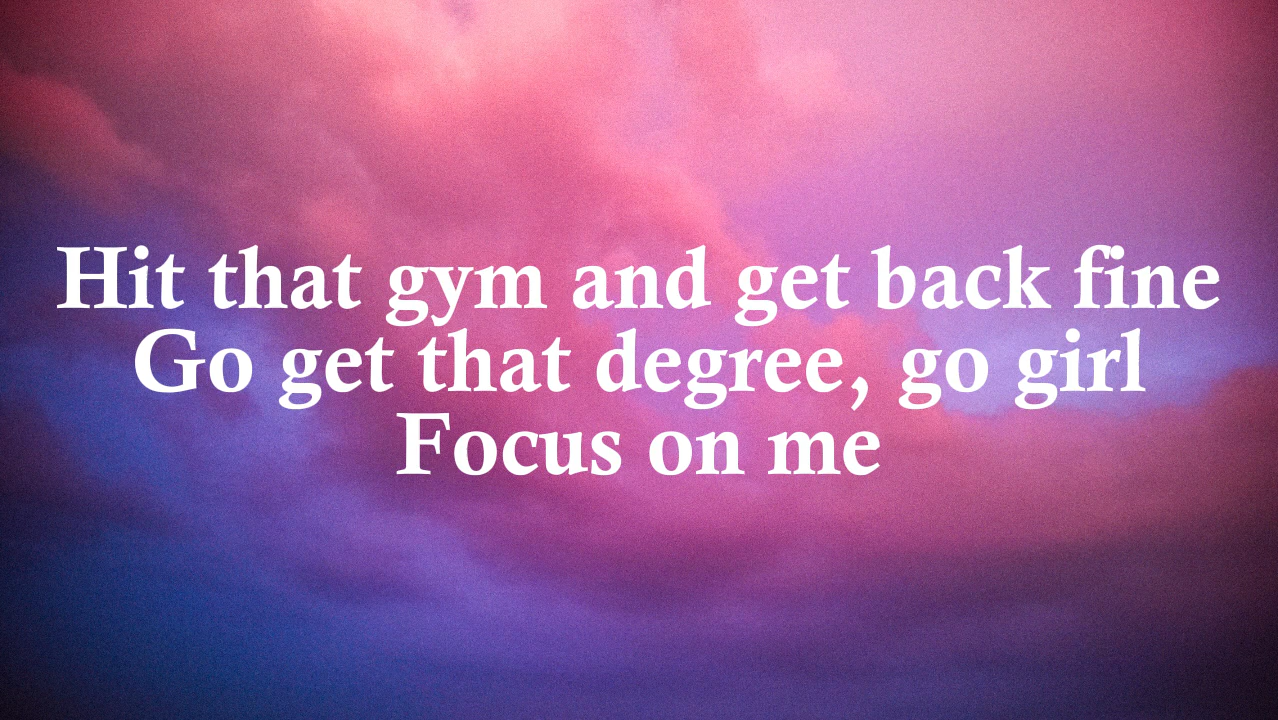 Hit that gym and get back fine
Go get that degree, go girl
Focus on me